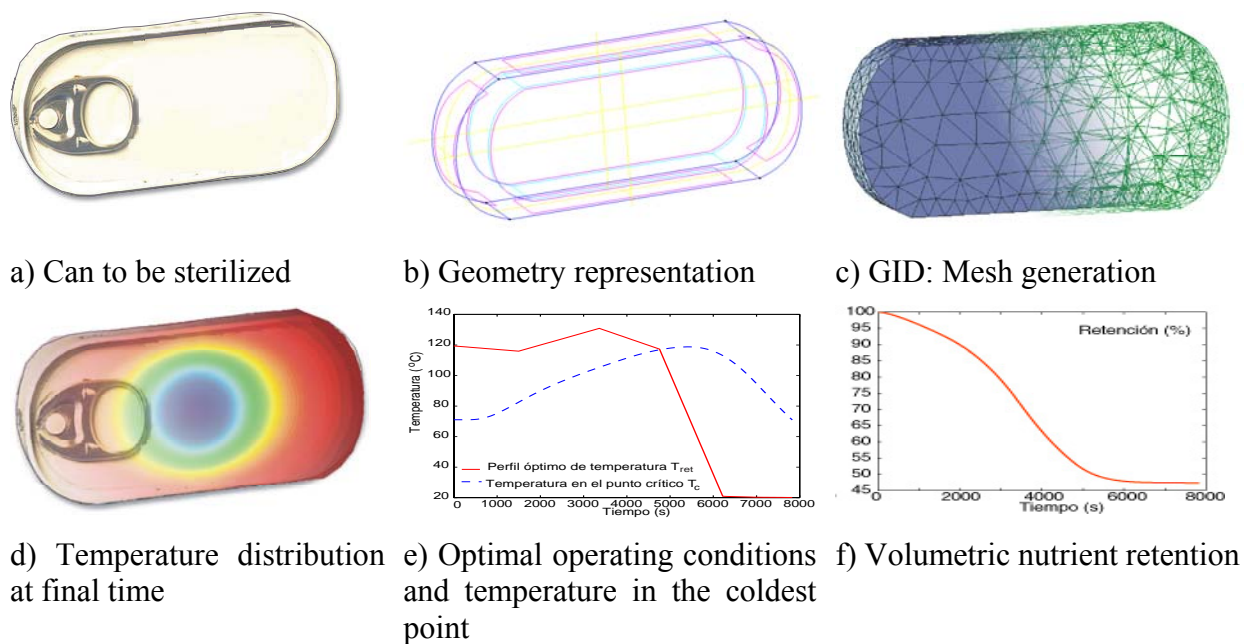 a) Can to be sterilized
b) Geometry representation
c) GID: Mesh generation
140
120
100
80
60
40
20
Temperatura (°C)
Perfil óptimo de temperatura T_ret
Temperatura en el punto crítico T_c
0 1000 2000 3000 4000 5000 6000 7000 8000
Tiempo (s)
100
95
90
85
80
75
70
65
60
55
50
45
Retención (%)
0 2000 4000 6000 8000
Tiempo (s)
d) Temperature distribution
at final time
e) Optimal operating conditions
and temperature in the coldest
point
f) Volumetric nutrient retention